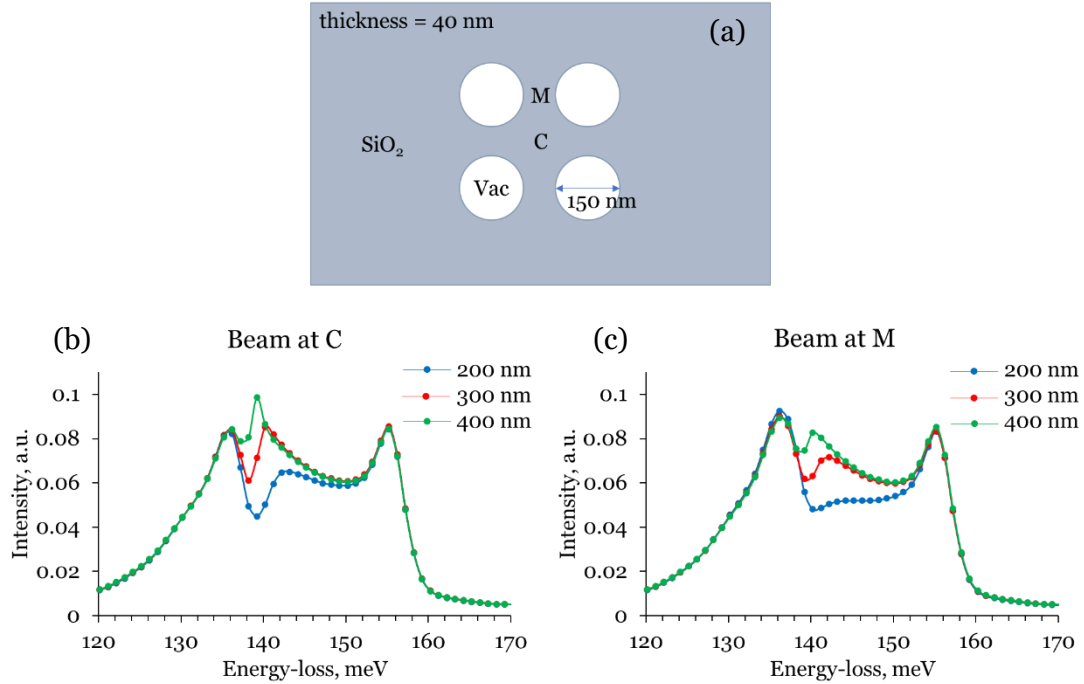 thickness = 40 nm
(a)
M
SiO₂
C
Vac
150 nm
(b)
Beam at C
200 nm
300 nm
400 nm
0.1
0.08
0.06
0.04
0.02
0
Intensity, a.u.
120 130 140 150 160 170
Energy-loss, meV
(c)
Beam at M
200 nm
300 nm
400 nm
0.1
0.08
0.06
0.04
0.02
0
Intensity, a.u.
120 130 140 150 160 170
Energy-loss, meV